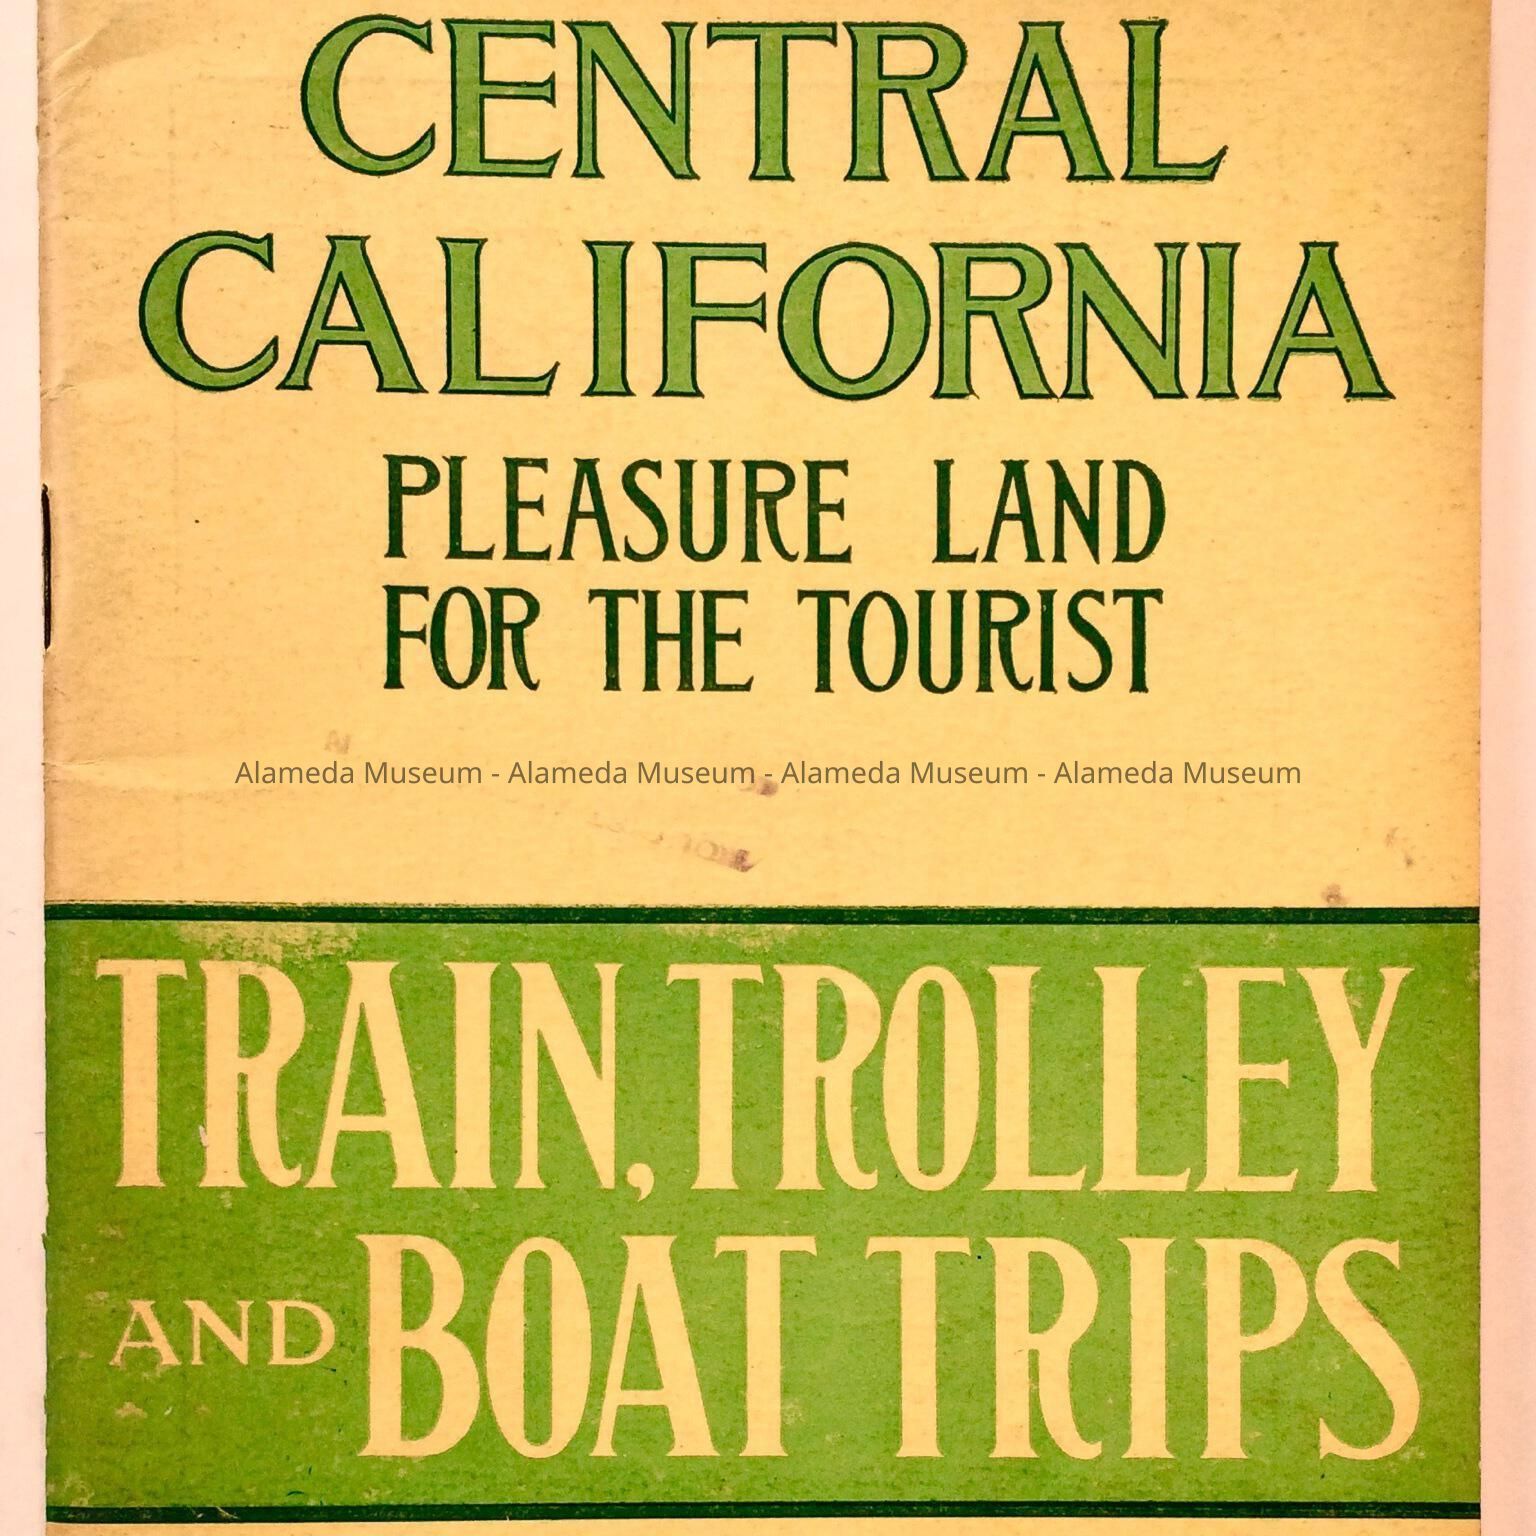 CENTRAL
CALIFORNIA
PLEASURE LAND
FOR THE TOURIST
Alameda Museum - Alameda Museum - Alameda Museum - Alameda Museum
TRAIN, TROLLEY
AND BOAT TRIPS